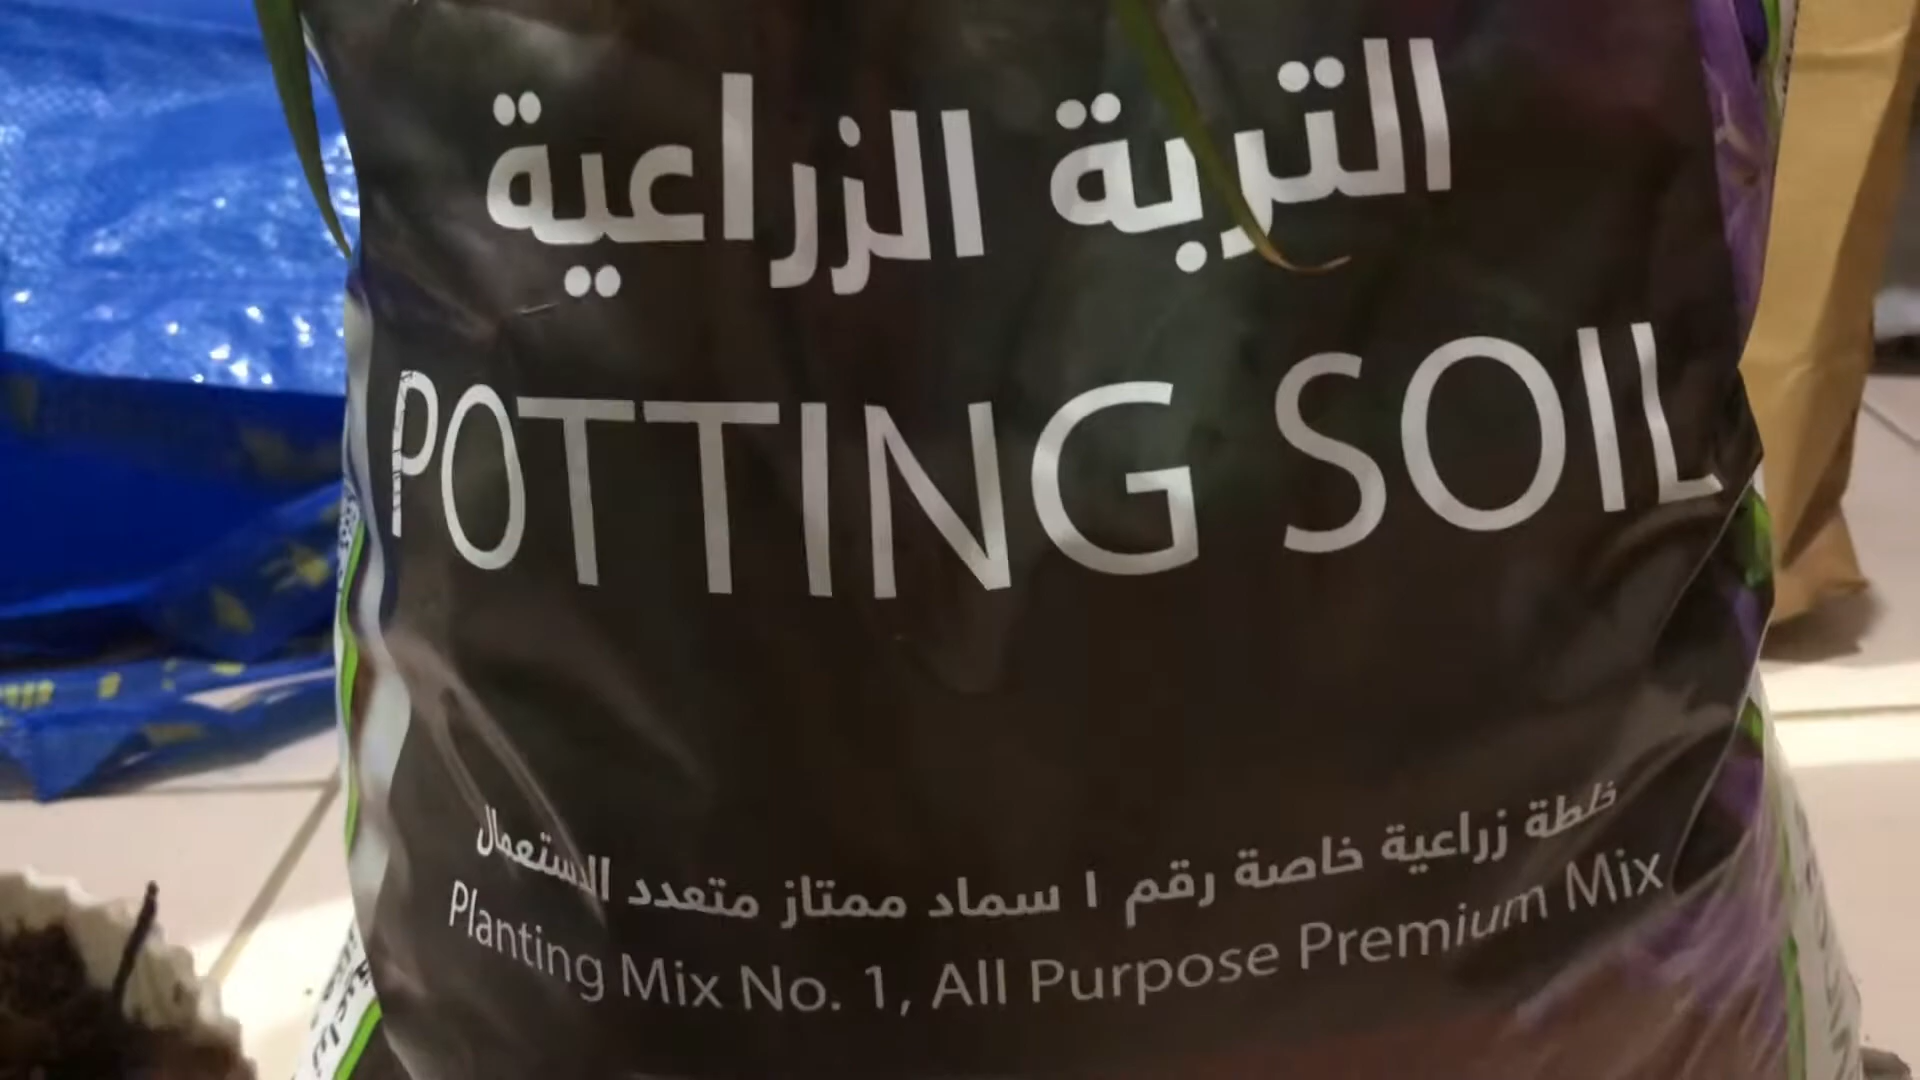 التربة الزراعية
POTTING SOIL
خلطة زراعية خاصة رقم ١ سماد ممتاز متعدد الاستعمال
Planting Mix No. 1, All Purpose Premium Mix